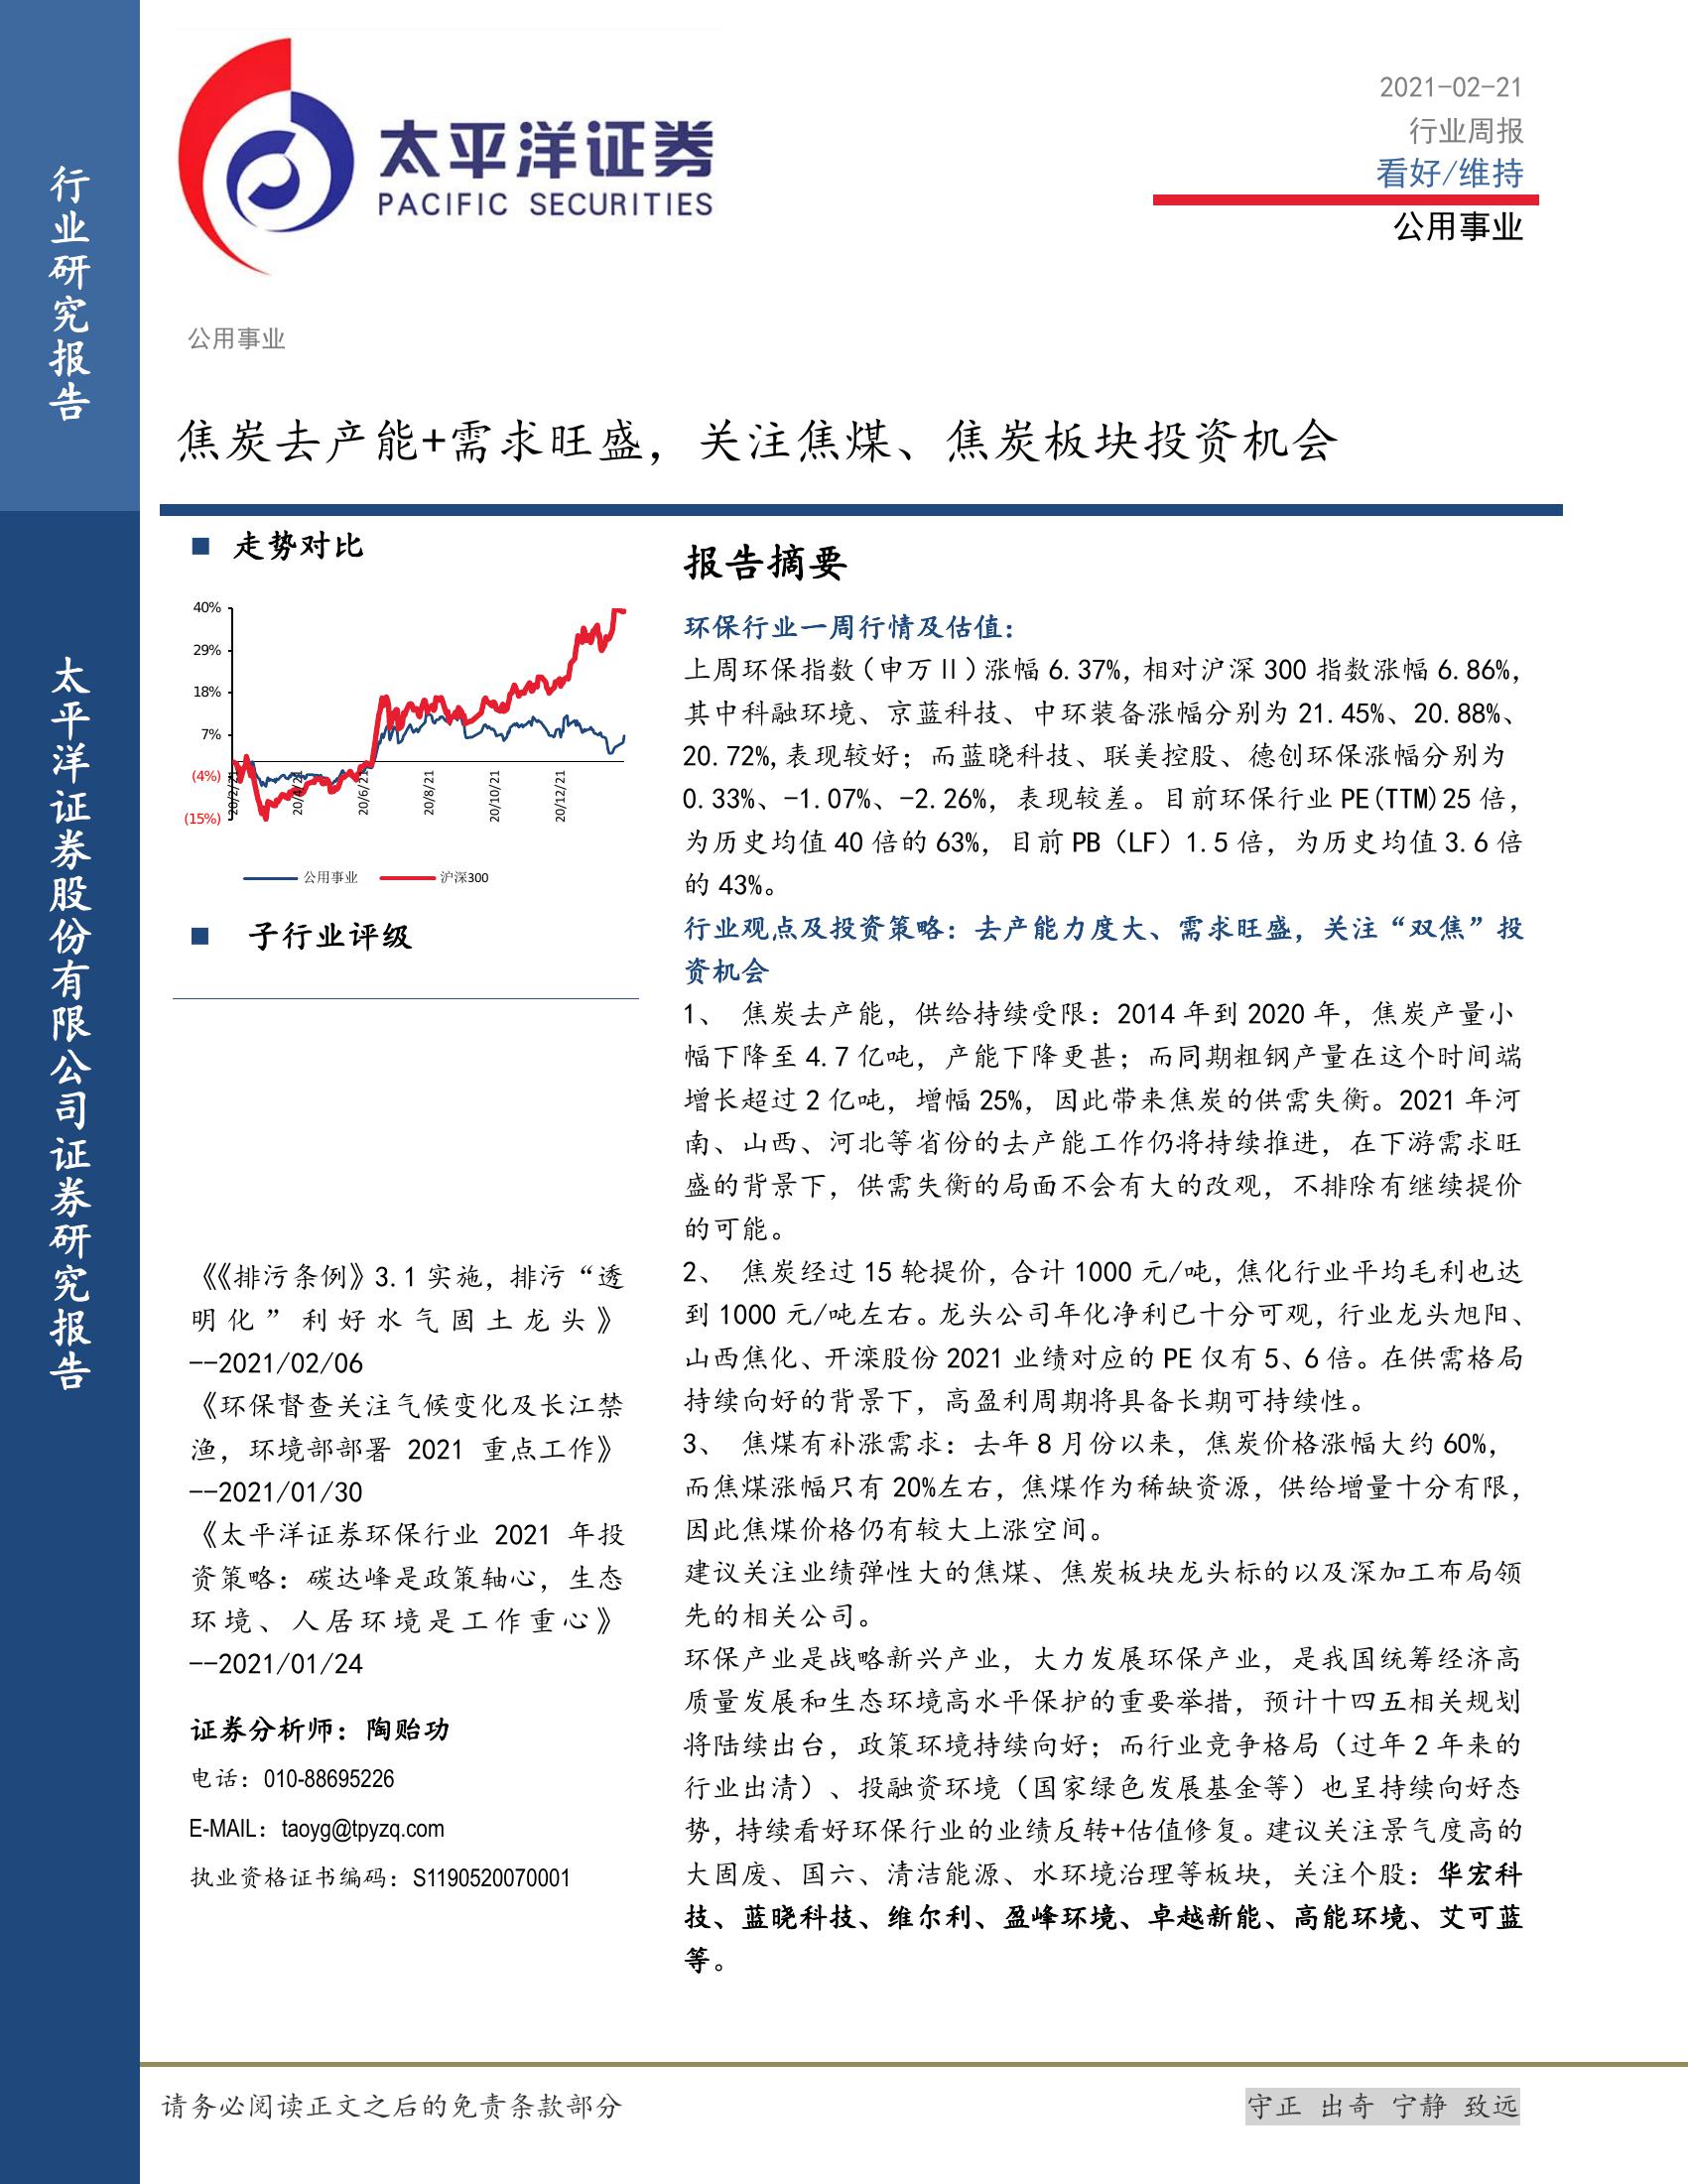 行业研究报告
太平洋证券股份有限公司证券研究报告
太平洋证券
PACIFIC SECURITIES
2021-02-21
行业周报
看好/维持
公用事业
公用事业
焦炭去产能+需求旺盛，关注焦煤、焦炭板块投资机会
■ 走势对比
40%
29%
18%
7%
(4%)
(15%)
20/2/21
20/4/21
20/6/21
20/8/21
20/10/21
20/12/21
公用事业
沪深300
■ 子行业评级
《《排污条例》3.1 实施，排污“透
明化”利好水气固土龙头》
--2021/02/06
《环保督查关注气候变化及长江禁
渔，环境部部署 2021 重点工作》
--2021/01/30
《太平洋证券环保行业 2021 年投
资策略：碳达峰是政策轴心，生态
环境、人居环境是工作重心》
--2021/01/24
证券分析师：陶贻功
电话：010-88695226
E-MAIL：taoyg@tpyzq.com
执业资格证书编码：S1190520070001
报告摘要
环保行业一周行情及估值：
上周环保指数（申万Ⅱ）涨幅 6.37%，相对沪深 300 指数涨幅 6.86%，
其中科融环境、京蓝科技、中环装备涨幅分别为 21.45%、20.88%、
20.72%，表现较好；而蓝晓科技、联美控股、德创环保涨幅分别为
0.33%、-1.07%、-2.26%，表现较差。目前环保行业 PE(TTM)25 倍，
为历史均值 40 倍的 63%，目前 PB（LF）1.5 倍，为历史均值 3.6 倍
的 43%。
行业观点及投资策略：去产能力度大、需求旺盛，关注“双焦”投
资机会
1、 焦炭去产能，供给持续受限：2014 年到 2020 年，焦炭产量小
幅下降至 4.7 亿吨，产能下降更甚；而同期粗钢产量在这个时间端
增长超过 2 亿吨，增幅 25%，因此带来焦炭的供需失衡。2021 年河
南、山西、河北等省份的去产能工作仍将持续推进，在下游需求旺
盛的背景下，供需失衡的局面不会有大的改观，不排除有继续提价
的可能。
2、 焦炭经过 15 轮提价，合计 1000 元/吨，焦化行业平均毛利也达
到 1000 元/吨左右。龙头公司年化净利已十分可观，行业龙头旭阳、
山西焦化、开滦股份 2021 业绩对应的 PE 仅有 5、6 倍。在供需格局
持续向好的背景下，高盈利周期将具备长期可持续性。
3、 焦煤有补涨需求：去年 8 月份以来，焦炭价格涨幅大约 60%，
而焦煤涨幅只有 20%左右，焦煤作为稀缺资源，供给增量十分有限，
因此焦煤价格仍有较大上涨空间。
建议关注业绩弹性大的焦煤、焦炭板块龙头标的以及深加工布局领
先的相关公司。
环保产业是战略新兴产业，大力发展环保产业，是我国统筹经济高
质量发展和生态环境高水平保护的重要举措，预计十四五相关规划
将陆续出台，政策环境持续向好；而行业竞争格局（过年 2 年来的
行业出清）、投融资环境（国家绿色发展基金等）也呈持续向好态
势，持续看好环保行业的业绩反转+估值修复。建议关注景气度高的
大固废、国六、清洁能源、水环境治理等板块，关注个股：华宏科
技、蓝晓科技、维尔利、盈峰环境、卓越新能、高能环境、艾可蓝
等。
请务必阅读正文之后的免责条款部分
守正 出奇 宁静 致远